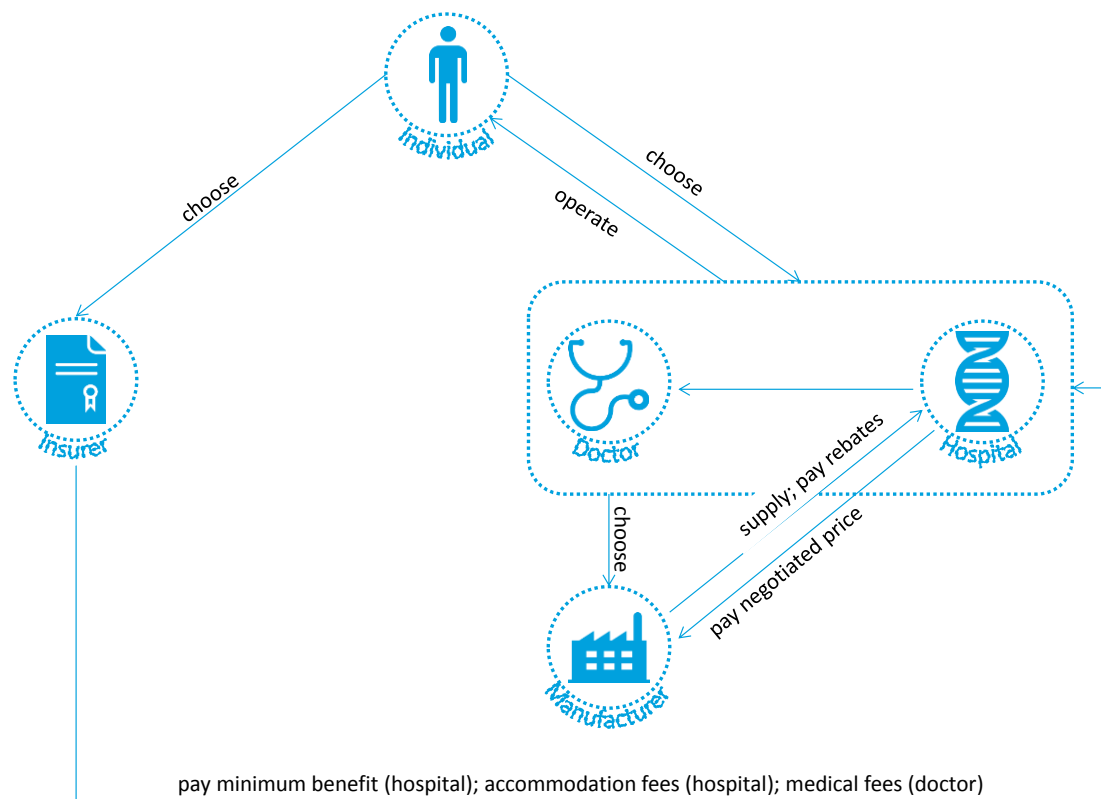 Individual
choose
choose
operate
Insurer
Doctor
Hospital
supply; pay rebates
choose
pay negotiated price
Manufacturer
pay minimum benefit (hospital); accommodation fees (hospital); medical fees (doctor)